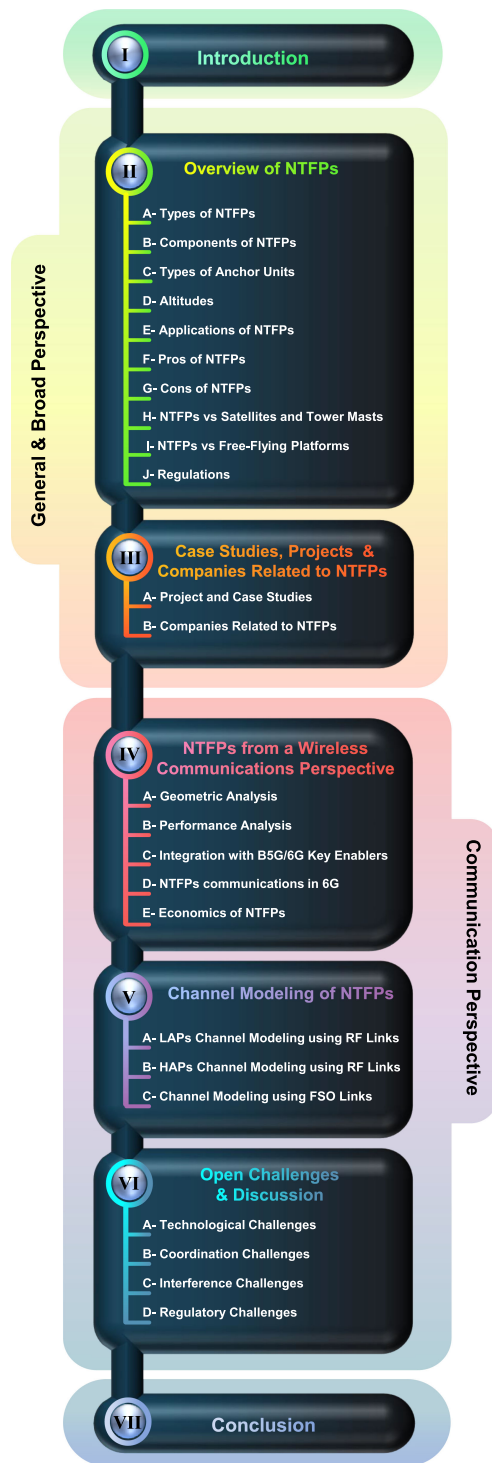 I
Introduction
General & Broad Perspective
II
Overview of NTFPs
A- Types of NTFPs
B- Components of NTFPs
C- Types of Anchor Units
D- Altitudes
E- Applications of NTFPs
F- Pros of NTFPs
G- Cons of NTFPs
H- NTFPs vs Satellites and Tower Masts
I- NTFPs vs Free-Flying Platforms
J- Regulations
III
Case Studies, Projects &
Companies Related to NTFPs
A- Project and Case Studies
B- Companies Related to NTFPs
Communication Perspective
IV
NTFPs from a Wireless
Communications Perspective
A- Geometric Analysis
B- Performance Analysis
C- Integration with B5G/6G Key Enablers
D- NTFPs communications in 6G
E- Economics of NTFPs
V
Channel Modeling of NTFPs
A- LAPs Channel Modeling using RF Links
B- HAPs Channel Modeling using RF Links
C- Channel Modeling using FSO Links
VI
Open Challenges
& Discussion
A- Technological Challenges
B- Coordination Challenges
C- Interference Challenges
D- Regulatory Challenges
VII
Conclusion